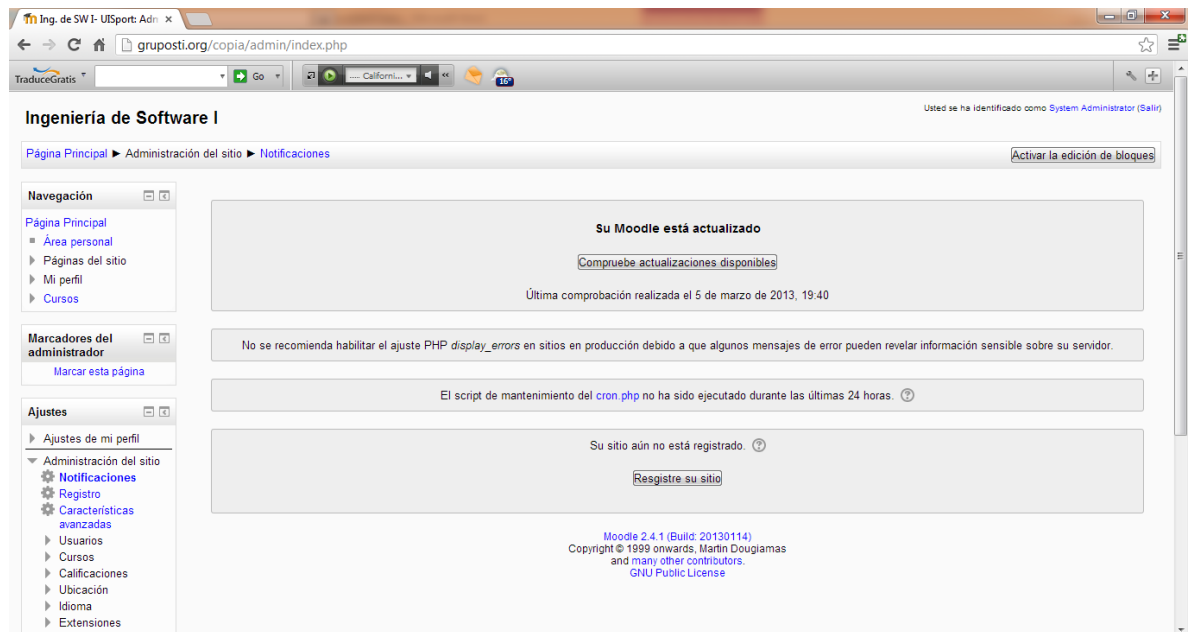 Ing. de SW I- UISport: Adn
gruposti.org/copia/admin/index.php
TraduceGratis
Go
.... Californi...
16°
Ingeniería de Software I
Usted se ha identificado como System Administrator (Salir)
Página Principal ► Administración del sitio ► Notificaciones
Activar la edición de bloques
Navegación
Página Principal
Área personal
Páginas del sitio
Mi perfil
Cursos
Marcadores del
administrador
Marcar esta página
Ajustes
Ajustes de mi perfil
Administración del sitio
Notificaciones
Registro
Características
avanzadas
Usuarios
Cursos
Calificaciones
Ubicación
Idioma
Extensiones
Su Moodle está actualizado
Compruebe actualizaciones disponibles
Última comprobación realizada el 5 de marzo de 2013, 19:40
No se recomienda habilitar el ajuste PHP display_errors en sitios en producción debido a que algunos mensajes de error pueden revelar información sensible sobre su servidor.
El script de mantenimiento del cron.php no ha sido ejecutado durante las últimas 24 horas.
Su sitio aún no está registrado.
Resgistre su sitio
Moodle 2.4.1 (Build: 20130114)
Copyright © 1999 onwards, Martin Dougiamas
and many other contributors.
GNU Public License